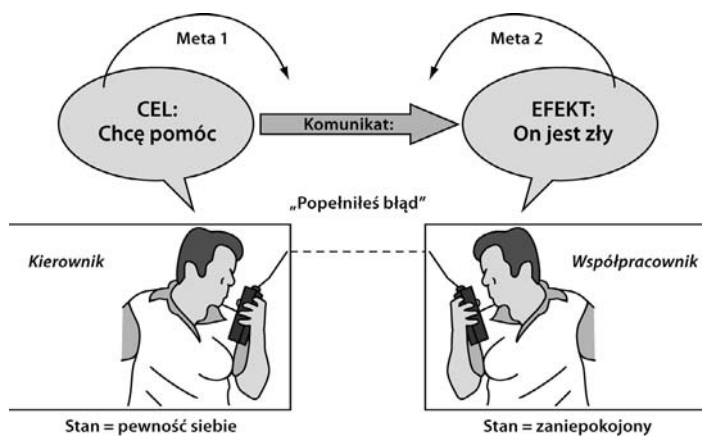 Meta 1
Meta 2
CEL:
Chcę pomóc
Komunikat:
EFEKT:
On jest zły
„Popełniłeś błąd”
Kierownik
Współpracownik
Stan = pewność siebie
Stan = zaniepokojony